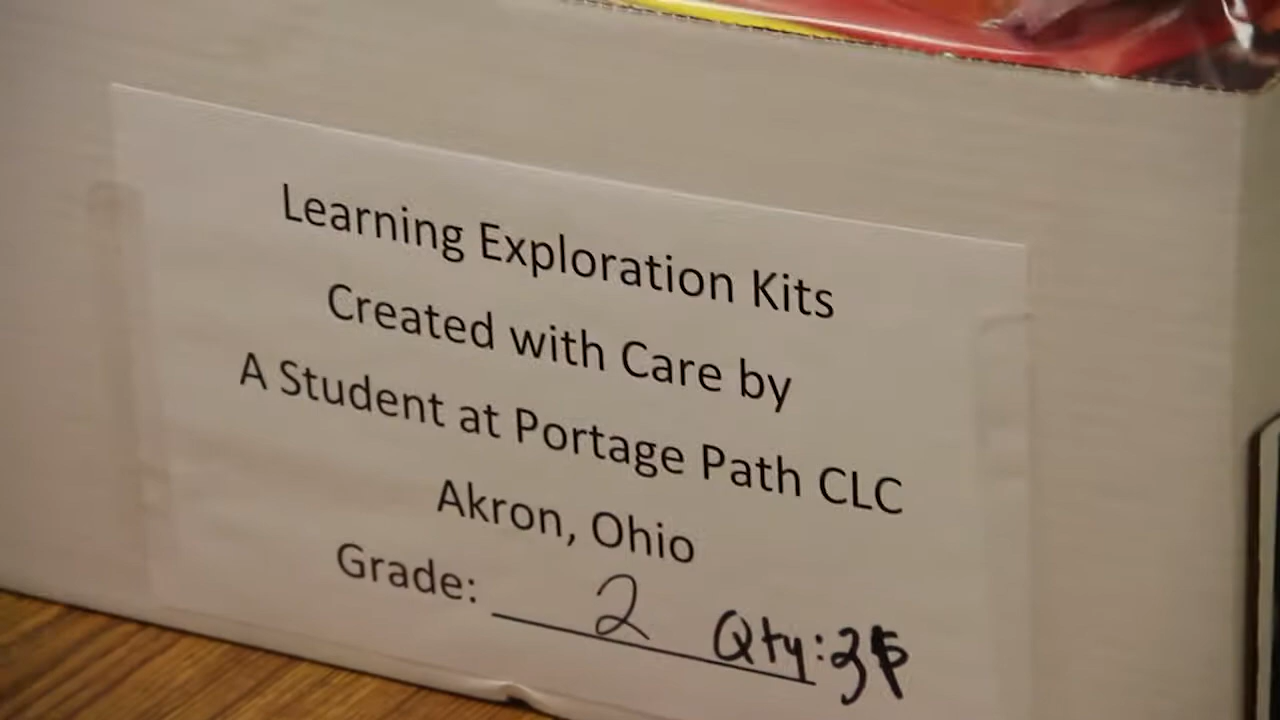 Learning Exploration Kits
Created with Care by
A Student at Portage Path CLC
Akron, Ohio
Grade: 2 Qty: